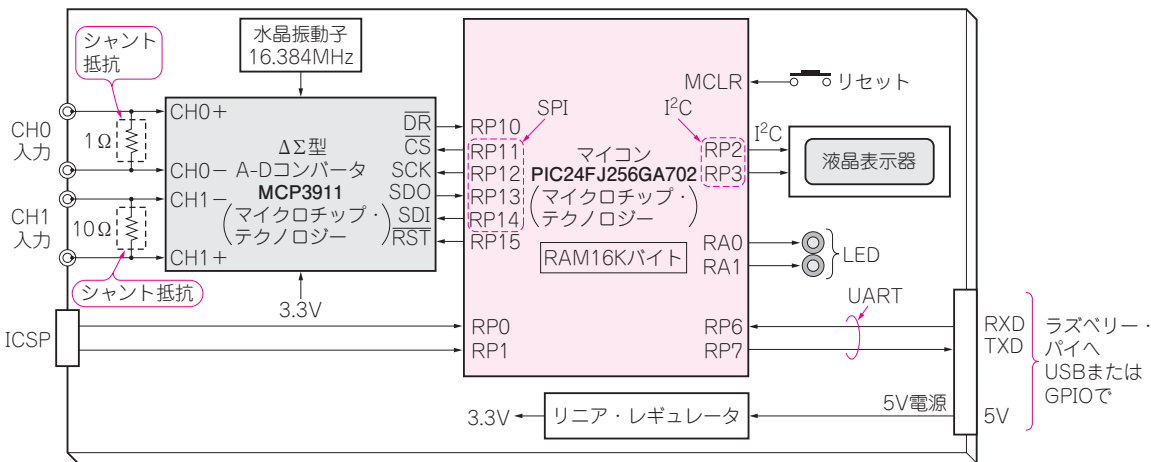 シャント
抵抗
水晶振動子
16.384MHz
CH0
入力
1Ω
CH0+
CH0-
CH1
入力
10Ω
CH1-
CH1+
シャント抵抗
ΔΣ型
A-Dコンバータ
MCP3911
(マイクロチップ・
テクノロジー)
DR
CS
SCK
SDO
SDI
RST
3.3V
ICSP
RP10
RP11
RP12
RP13
RP14
RP15
SPI
マイコン
PIC24FJ256GA702
(マイクロチップ・
テクノロジー)
RAM16Kバイト
RP0
RP1
MCLR
リセット
I²C
RP2
RP3
I²C
液晶表示器
RA0
RA1
LED
UART
RP6
RP7
RXD
TXD
ラズベリー・
パイへ
USBまたは
GPIOで
5V電源
5V
リニア・レギュレータ
3.3V